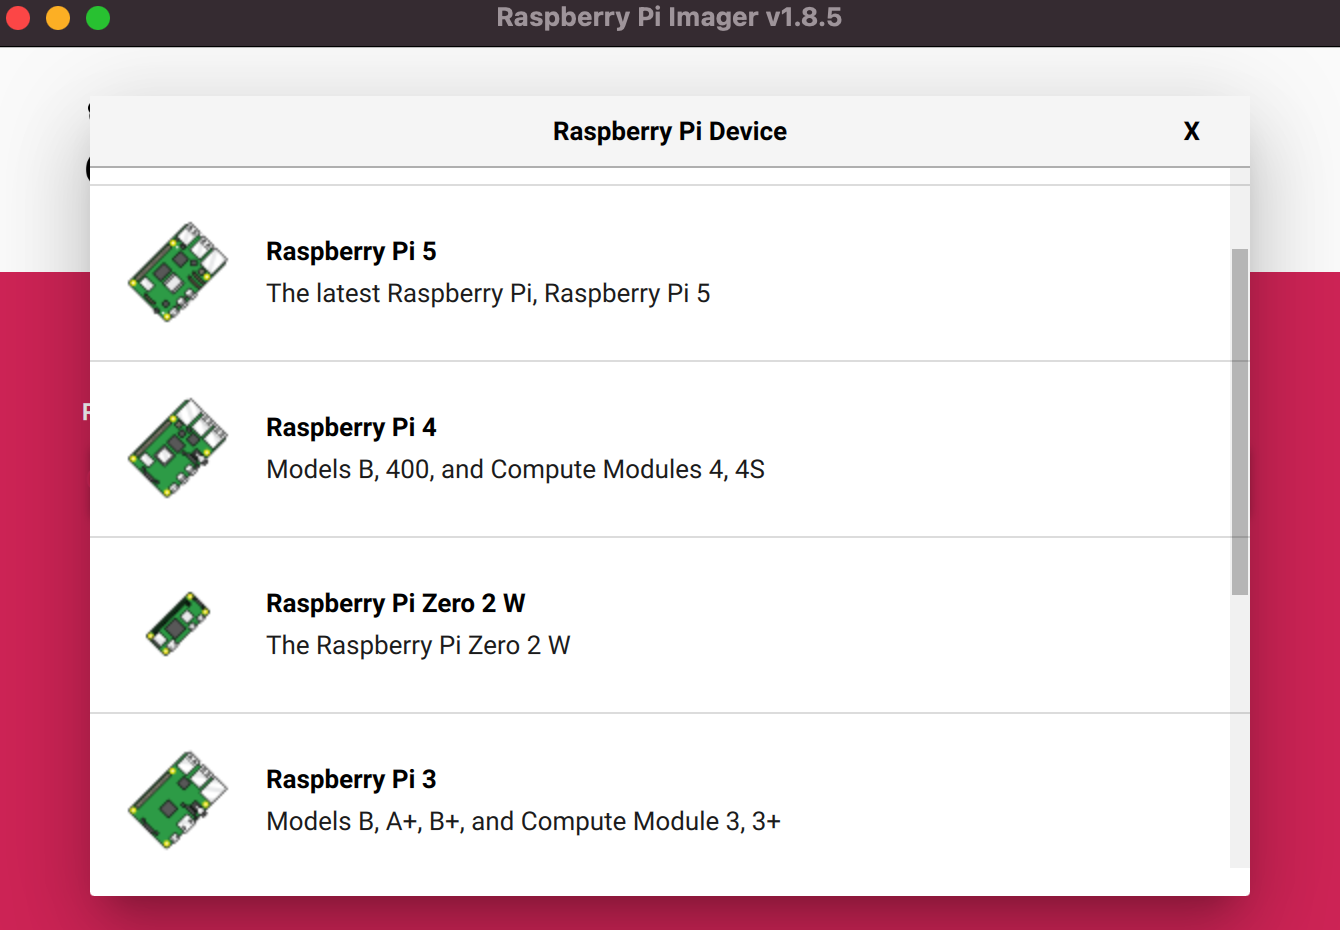 Raspberry Pi Imager v1.8.5
Raspberry Pi Device
X
Raspberry Pi 5
The latest Raspberry Pi, Raspberry Pi 5
Raspberry Pi 4
Models B, 400, and Compute Modules 4, 4S
Raspberry Pi Zero 2 W
The Raspberry Pi Zero 2 W
Raspberry Pi 3
Models B, A+, B+, and Compute Module 3, 3+